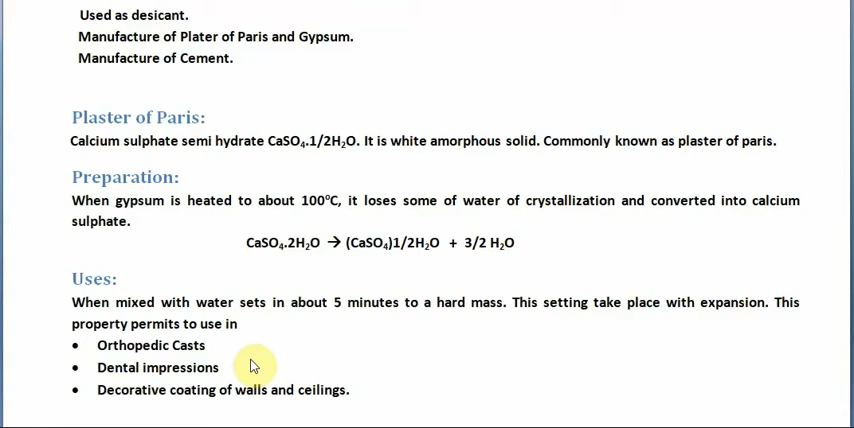 Used as desicant.
Manufacture of Plater of Paris and Gypsum.
Manufacture of Cement.
Plaster of Paris:
Calcium sulphate semi hydrate CaSO₄.1/2H₂O. It is white amorphous solid. Commonly known as plaster of paris.
Preparation:
When gypsum is heated to about 100⁰C, it loses some of water of crystallization and converted into calcium
sulphate.
CaSO₄.2H₂O → (CaSO₄)1/2H₂O + 3/2 H₂O
Uses:
When mixed with water sets in about 5 minutes to a hard mass. This setting take place with expansion. This
property permits to use in
• Orthopedic Casts
• Dental impressions
• Decorative coating of walls and ceilings.